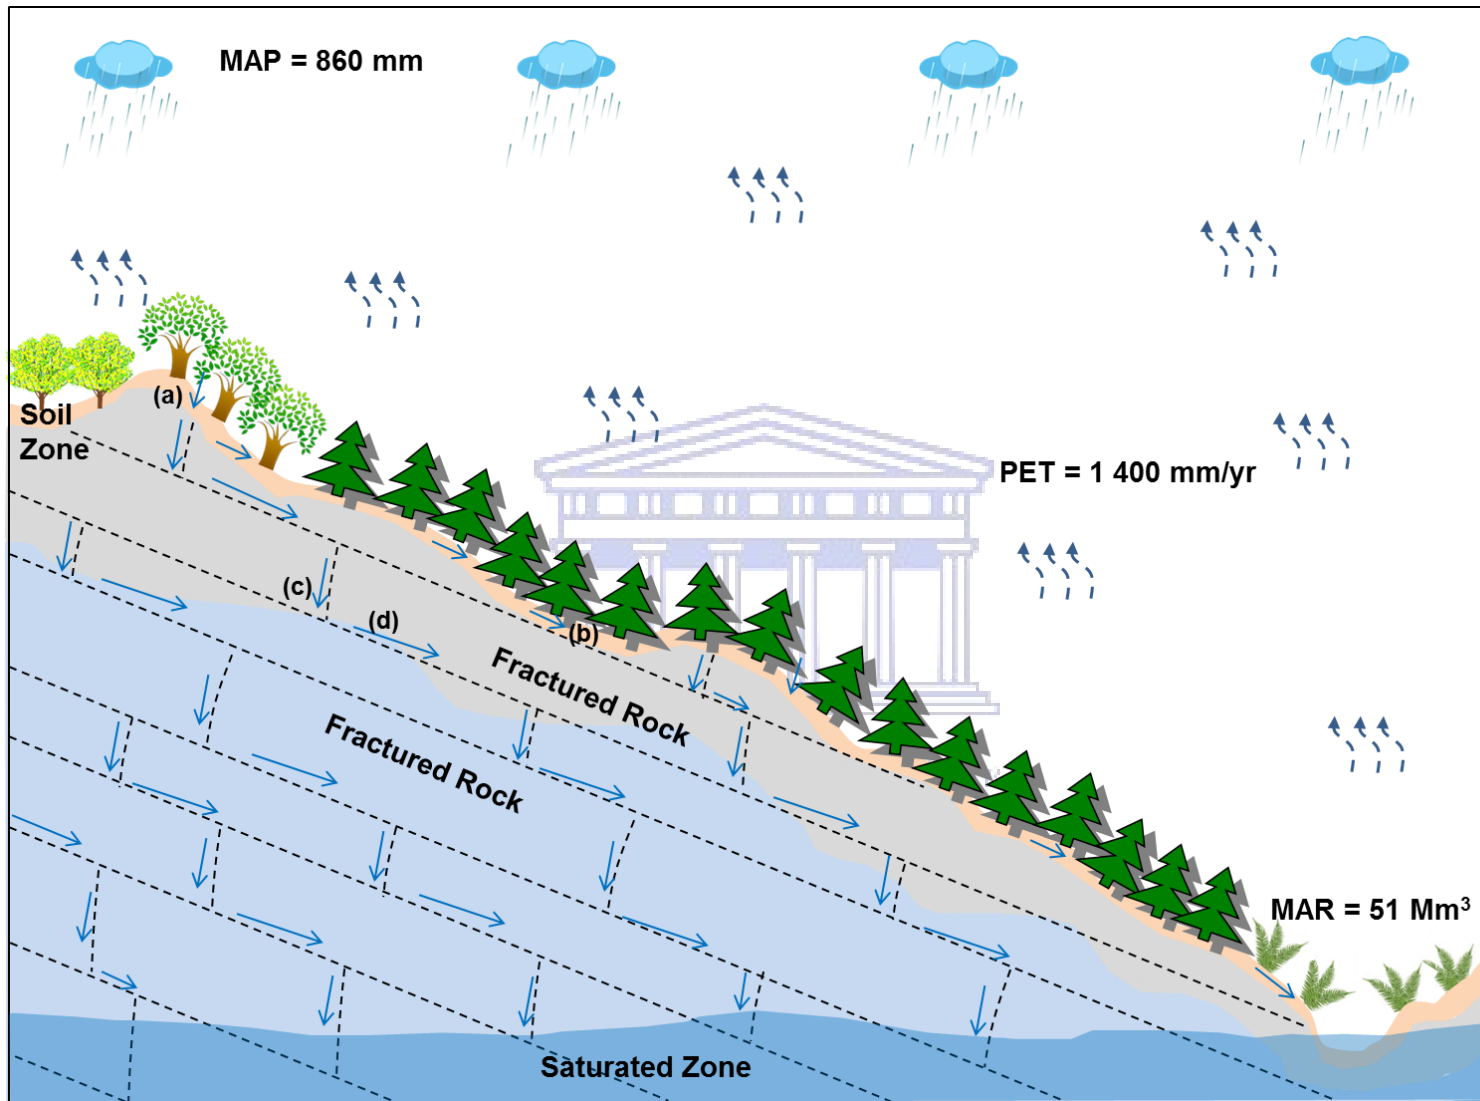 MAP = 860 mm
(a)
Soil
Zone
PET = 1 400 mm/yr
(c)
(d)
(b)
Fractured Rock
Fractured Rock
MAR = 51 Mm³
Saturated Zone